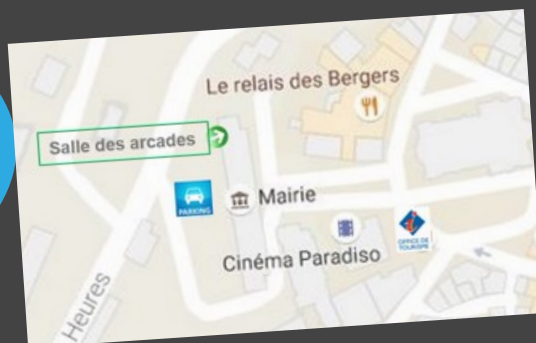 Le relais des Bergers
Salle des arcades
PARKING
Mairie
OFFICE DE
TOURISME
Cinéma Paradiso
Heures